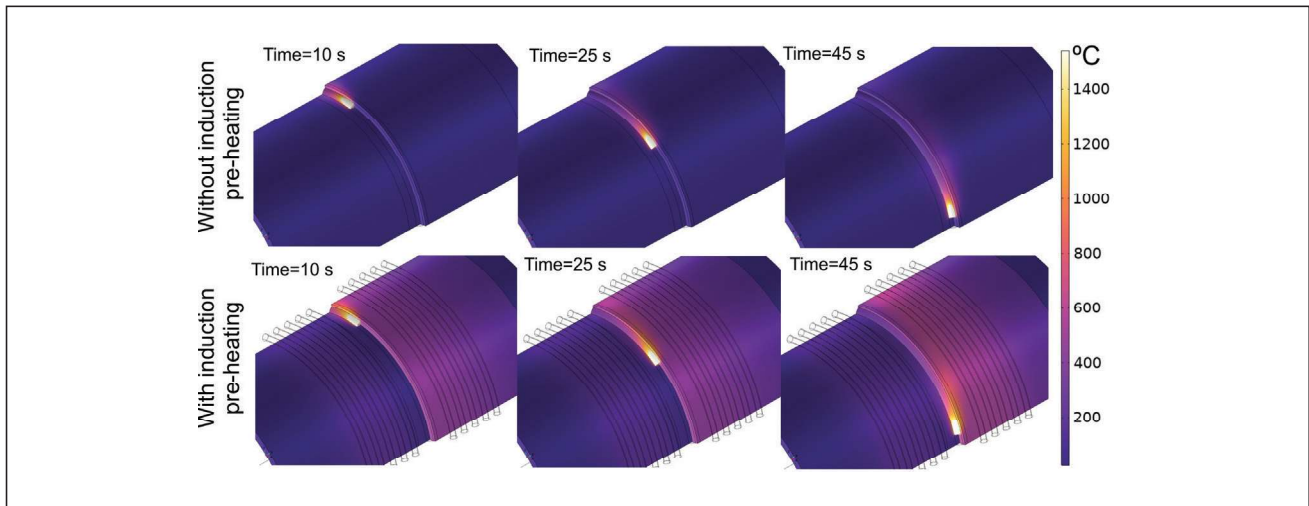 Without induction
pre-heating
Time=10 s
Time=25 s
Time=45 s
With induction
pre-heating
Time=10 s
Time=25 s
Time=45 s
ºC
1400
1200
1000
800
600
400
200